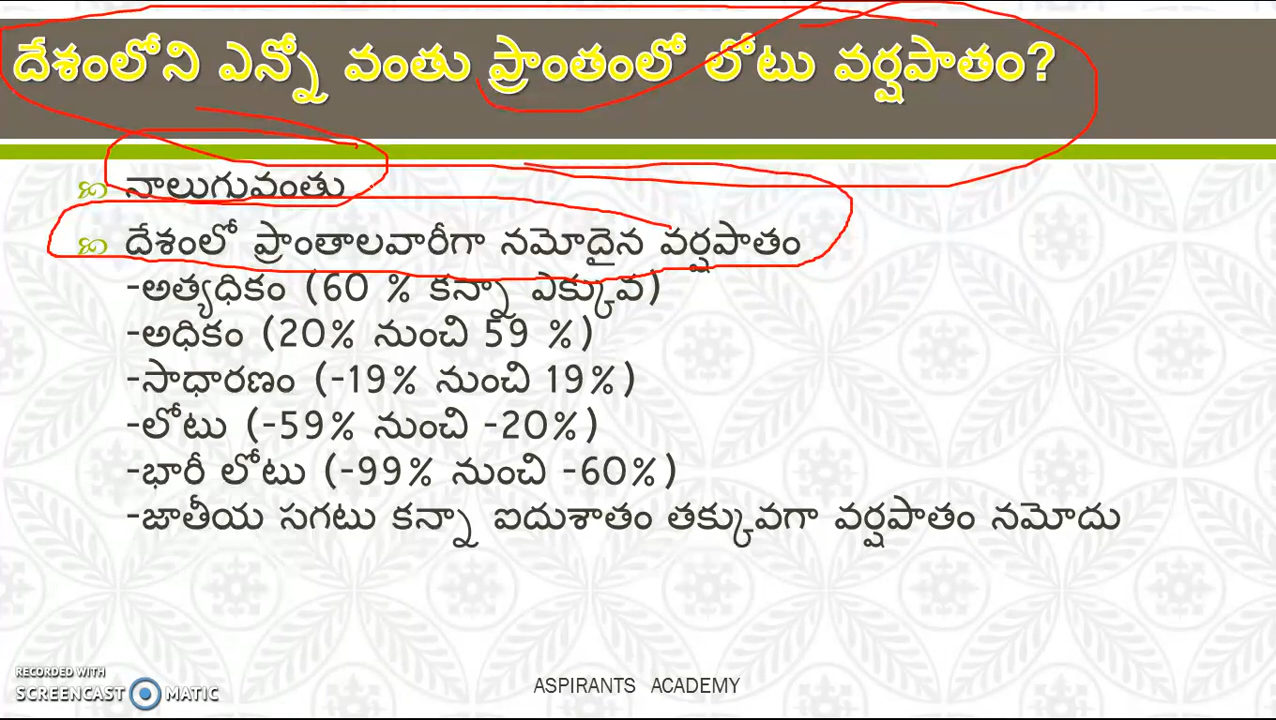 దేశంలోని ఎన్నో వంతు ప్రాంతంలో లోటు వర్షపాతం?
నాలుగువంతు
దేశంలో ప్రాంతాలవారీగా నమోదైన వర్షపాతం
-అత్యధికం (60 % కన్నా ఎక్కువ)
-అధికం (20% నుంచి 59 %)
-సాధారణం (-19% నుంచి 19%)
-లోటు (-59% నుంచి -20%)
-భారీ లోటు (-99% నుంచి -60%)
-జాతీయ సగటు కన్నా ఐదుశాతం తక్కువగా వర్షపాతం నమోదు
RECORDED WITH
SCREENCAST MATIC
ASPIRANTS ACADEMY